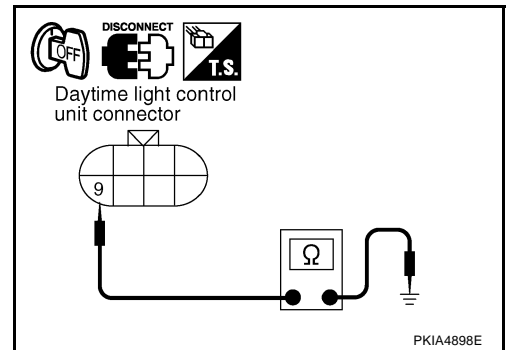 DISCONNECT
OFF
T.S.
Daytime light control
unit connector
9
Ω
PKIA4898E